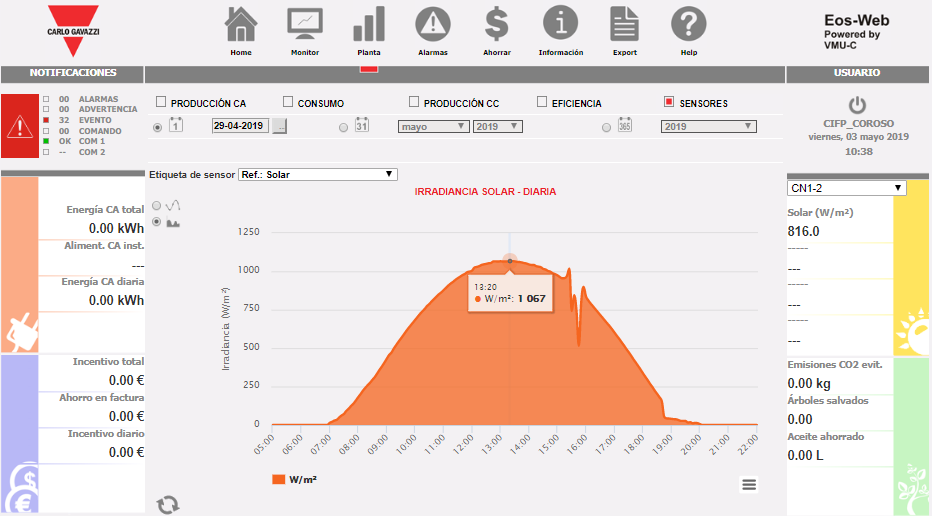 CARLO GAVAZZI
Home
Monitor
Planta
Alarmas
Ahorrar
Información
Export
Help
Eos-Web
Powered by
VMU-C
NOTIFICACIONES
USUARIO
00 ALARMAS
00 ADVERTENCIA
32 EVENTO
00 COMANDO
OK COM 1
-- COM 2
PRODUCCIÓN CA
CONSUMO
PRODUCCIÓN CC
EFICIENCIA
SENSORES
1
29-04-2019
...
31
mayo
2019
365
2019
CIFP_COROSO
viernes, 03 mayo 2019
10:38
Etiqueta de sensor
Ref.: Solar
IRRADIANCIA SOLAR - DIARIA
Energía CA total
0.00 kWh
Aliment. CA inst.
---
Energía CA diaria
0.00 kWh
Incentivo total
0.00 €
Ahorro en factura
0.00 €
Incentivo diario
0.00 €
Irradiancia (W/m²)
1250
1000
750
500
250
0
13:20
W/m²: 1 067
05:00
06:00
07:00
08:00
09:00
10:00
11:00
12:00
13:00
14:00
15:00
16:00
17:00
18:00
19:00
20:00
21:00
22:00
W/m²
CN1-2
Solar (W/m²)
816.0
-----
---
-----
---
-----
---
Emisiones CO2 evit.
0.00 kg
Árboles salvados
0.00
Aceite ahorrado
0.00 L